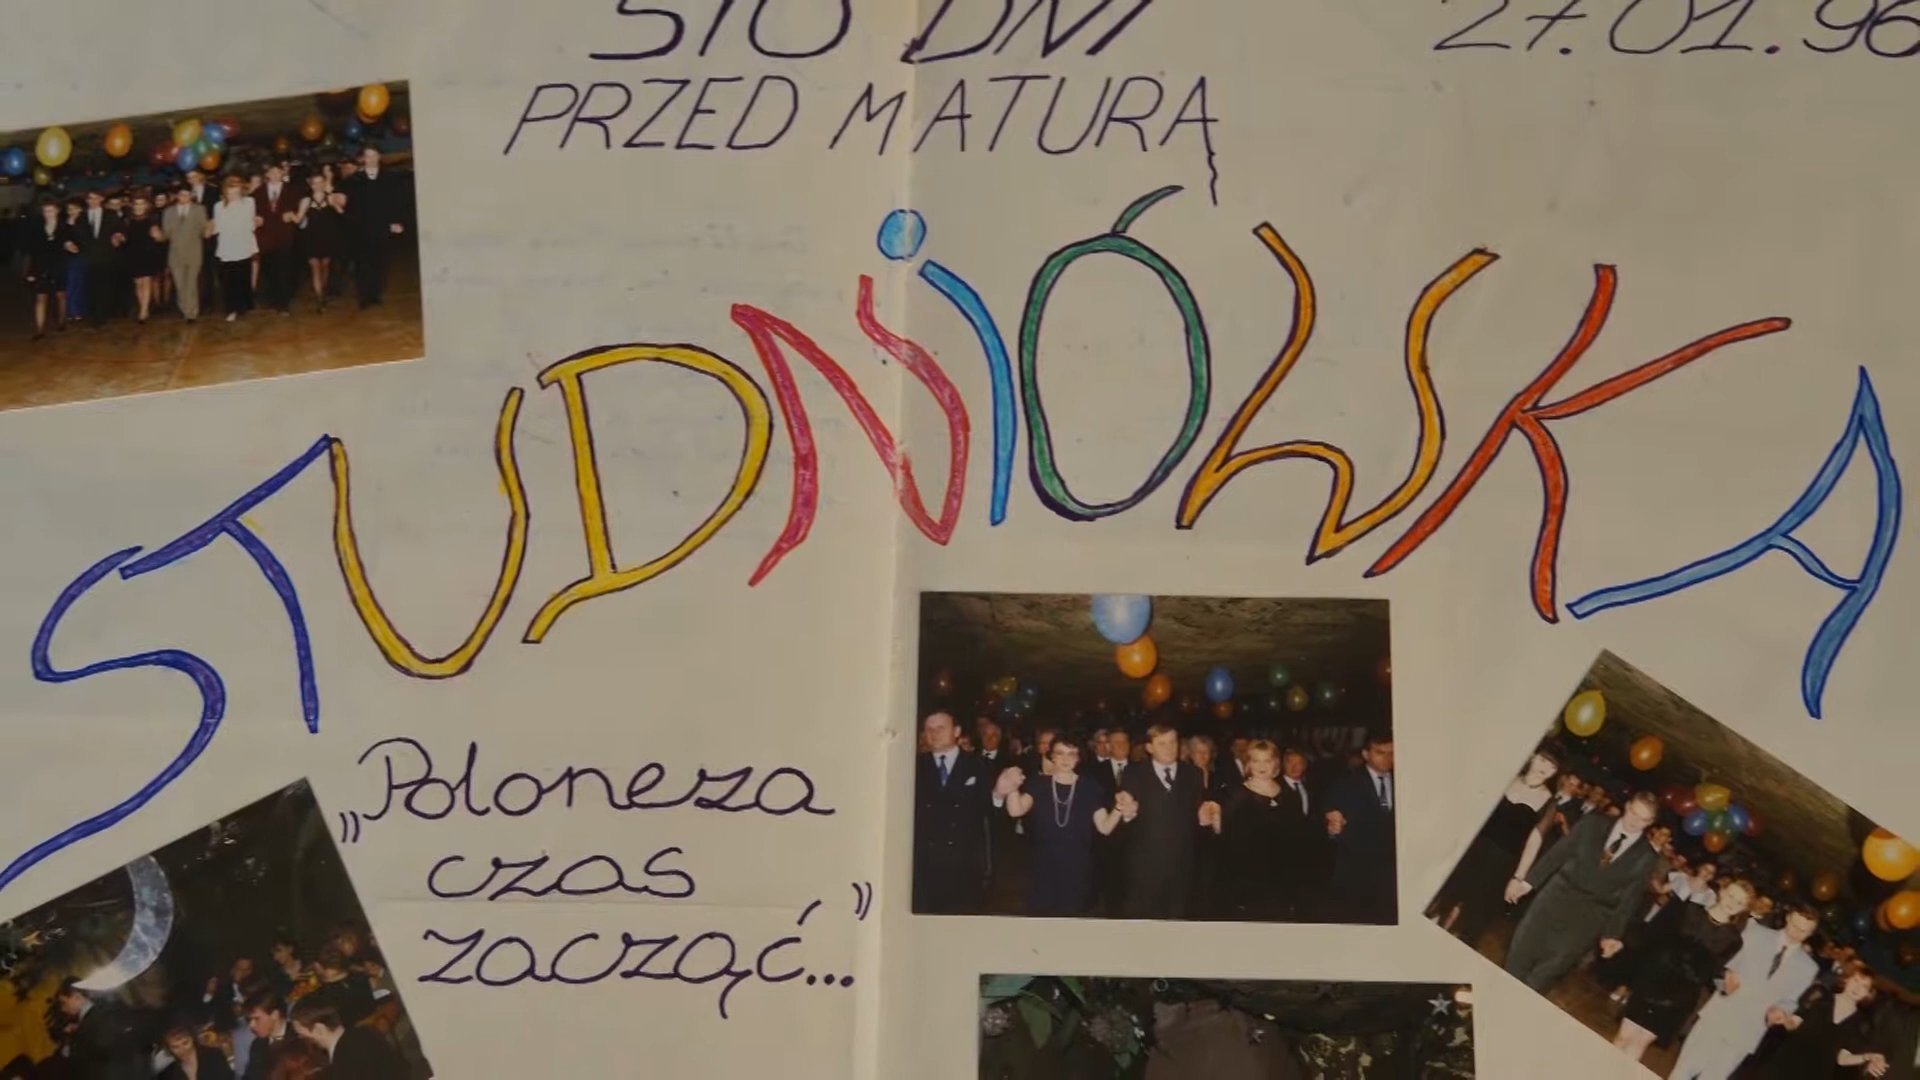 STO DNI
27.01.96
PRZED MATURĄ
STUDNIÓWKA
„Poloneza
czas
zacząć...”